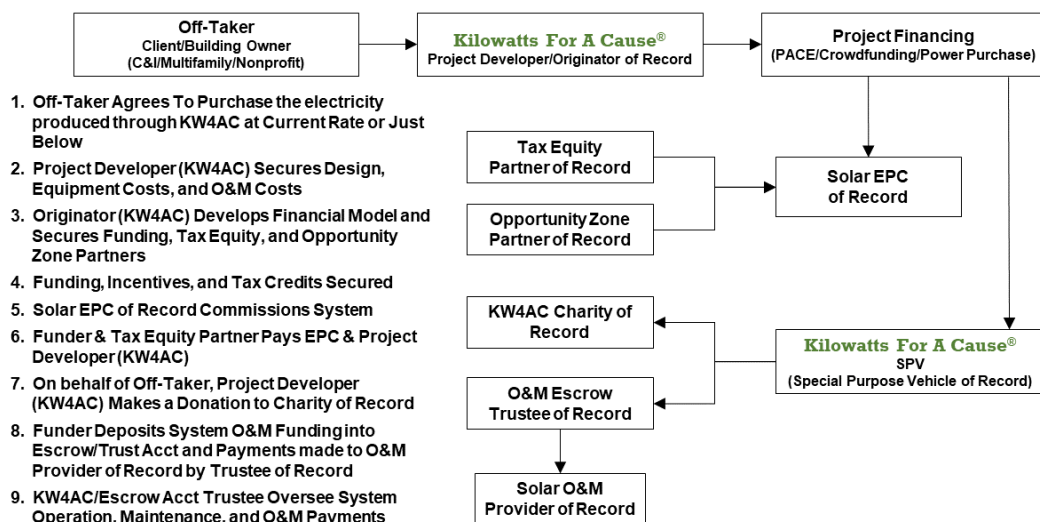 Off-Taker
Client/Building Owner
(C&I/Multifamily/Nonprofit)
Kilowatts For A Cause®
Project Developer/Originator of Record
Project Financing
(PACE/Crowdfunding/Power Purchase)
1. Off-Taker Agrees To Purchase the electricity
produced through KW4AC at Current Rate or Just
Below
2. Project Developer (KW4AC) Secures Design,
Equipment Costs, and O&M Costs
3. Originator (KW4AC) Develops Financial Model and
Secures Funding, Tax Equity, and Opportunity
Zone Partners
4. Funding, Incentives, and Tax Credits Secured
5. Solar EPC of Record Commissions System
6. Funder & Tax Equity Partner Pays EPC & Project
Developer (KW4AC)
7. On behalf of Off-Taker, Project Developer
(KW4AC) Makes a Donation to Charity of Record
8. Funder Deposits System O&M Funding into
Escrow/Trust Acct and Payments made to O&M
Provider of Record by Trustee of Record
9. KW4AC/Escrow Acct Trustee Oversee System
Operation, Maintenance, and O&M Payments
Tax Equity
Partner of Record
Opportunity Zone
Partner of Record
Solar EPC
of Record
KW4AC Charity of
Record
O&M Escrow
Trustee of Record
Solar O&M
Provider of Record
Kilowatts For A Cause®
SPV
(Special Purpose Vehicle of Record)